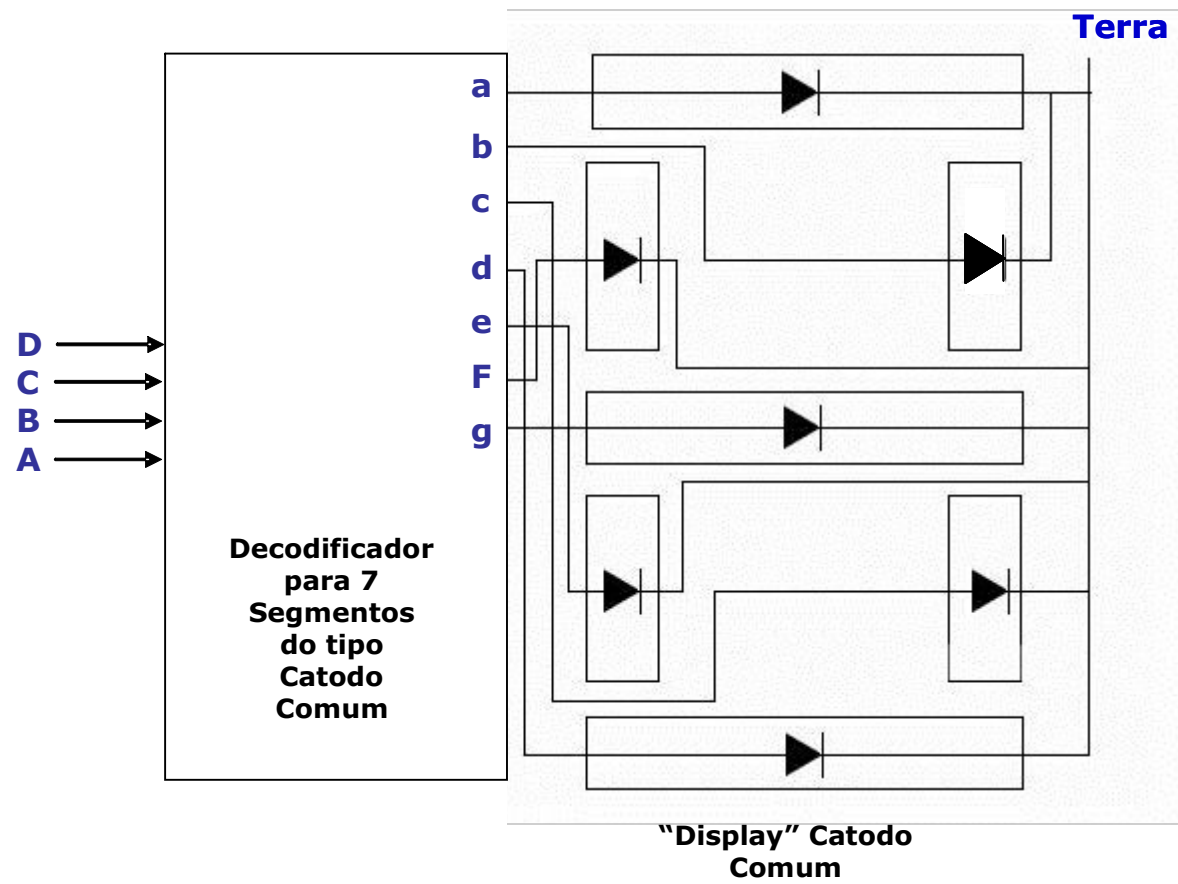 Terra
a
b
c
d
e
F
g
D
C
B
A
Decodificador
para 7
Segmentos
do tipo
Catodo
Comum
“Display” Catodo
Comum